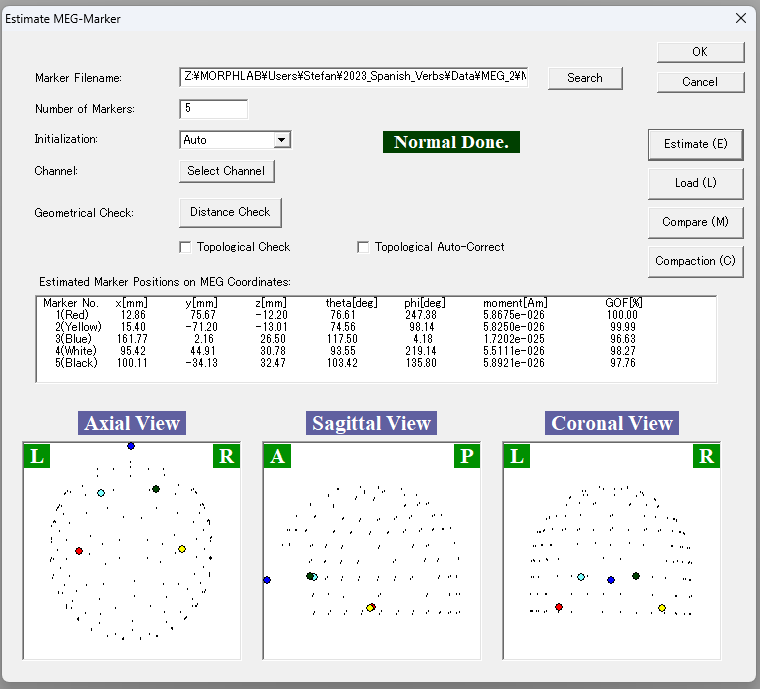 Estimate MEG-Marker
OK
Marker Filename: Z:¥MORPHLAB¥Users¥Stefan¥2023_Spanish_Verbs¥Data¥MEG_2¥ Search
Cancel
Number of Markers: 5
Initialization: Auto
Normal Done.
Estimate (E)
Channel: Select Channel
Load (L)
Geometrical Check: Distance Check
Compare (M)
Topological Check Topological Auto-Correct
Compaction (C)
Estimated Marker Positions on MEG Coordinates:
Marker No. x[mm] y[mm] z[mm] theta[deg] phi[deg] moment[Am] GOF[%]
1(Red) 12.86 75.67 -12.20 76.61 247.38 5.8675e-026 100.00
2(Yellow) 15.40 -71.20 -13.01 74.56 98.14 5.8250e-026 99.99
3(Blue) 161.77 2.16 26.50 117.50 4.18 1.7202e-025 96.63
4(White) 95.42 44.91 30.78 93.55 219.14 5.5111e-026 98.27
5(Black) 100.11 -34.13 32.47 103.42 135.80 5.8921e-026 97.76
Axial View Sagittal View Coronal View
L R A P L R